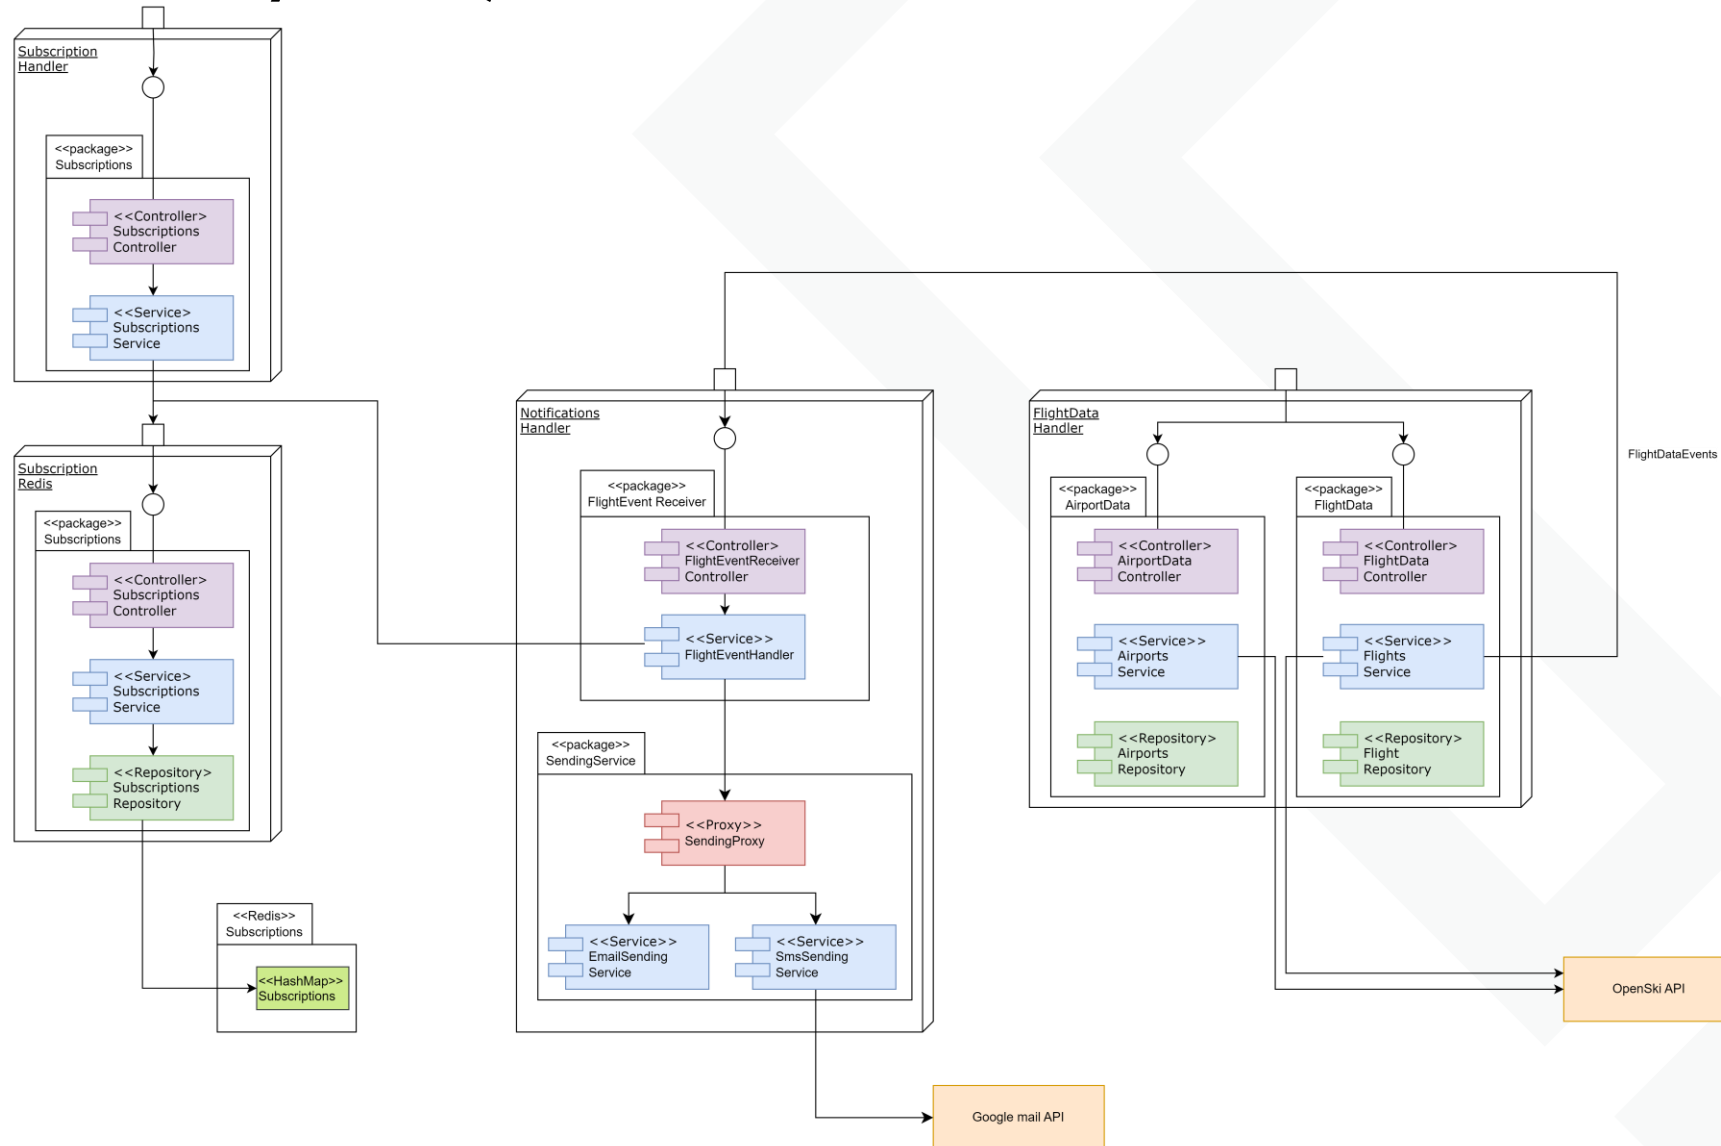 Subscription
Handler
<<package>>
Subscriptions
<<Controller>
Subscriptions
Controller
<<Service>
Subscriptions
Service
Subscription
Redis
<<package>>
Subscriptions
<<Controller>
Subscriptions
Controller
<<Service>
Subscriptions
Service
<<Repository>
Subscriptions
Repository
<<Redis>>
Subscriptions
<<HashMap>>
Subscriptions
Notifications
Handler
<<package>>
FlightEvent Receiver
<<Controller>
FlightEventReceiver
Controller
<<Service>>
FlightEventHandler
<<package>>
SendingService
<<Proxy>>
SendingProxy
<<Service>>
EmailSending
Service
<<Service>>
SmsSending
Service
Google mail API
FlightData
Handler
<<package>>
AirportData
<<Controller>
AirportData
Controller
<<Service>>
Airports
Service
<<Repository>
Airports
Repository
<<package>>
FlightData
<<Controller>
FlightData
Controller
<<Service>>
Flights
Service
<<Repository>
Flight
Repository
FlightDataEvents
OpenSki API